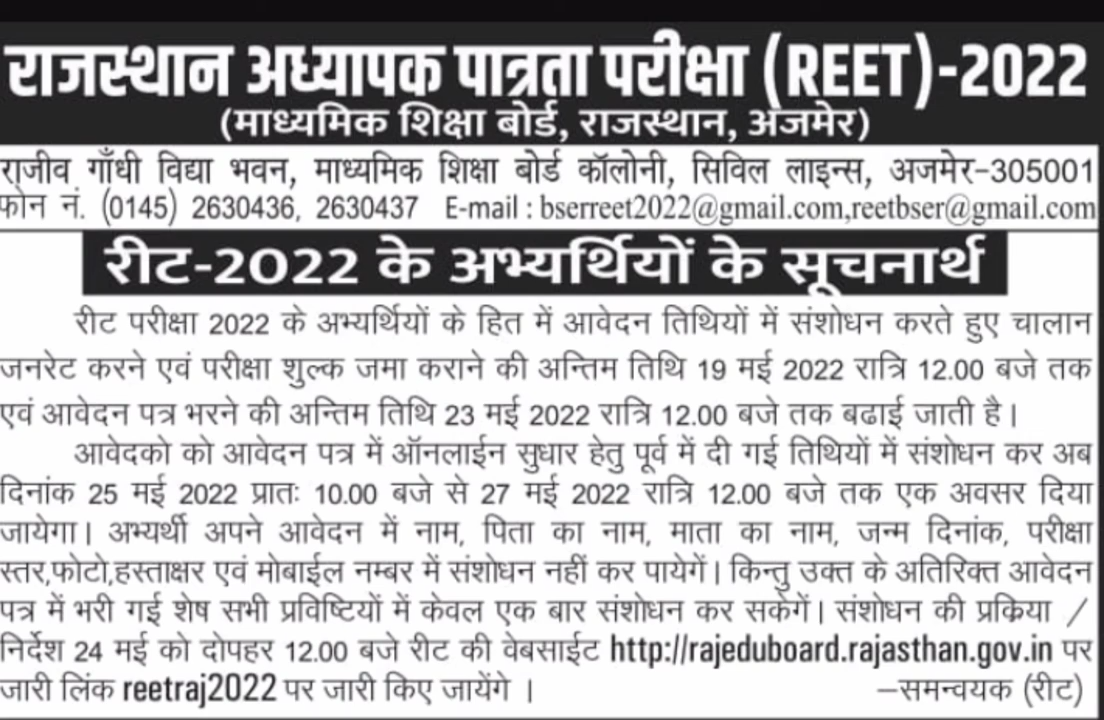 राजस्थान अध्यापक पात्रता परीक्षा (REET)-2022
(माध्यमिक शिक्षा बोर्ड, राजस्थान, अजमेर)
राजीव गाँधी विद्या भवन, माध्यमिक शिक्षा बोर्ड कॉलोनी, सिविल लाइन्स, अजमेर-305001
फोन नं. (0145) 2630436, 2630437 E-mail : bserreet2022@gmail.com,reetbser@gmail.com
रीट-2022 के अभ्यर्थियों के सूचनार्थ
रीट परीक्षा 2022 के अभ्यर्थियों के हित में आवेदन तिथियों में संशोधन करते हुए चालान
जनरेट करने एवं परीक्षा शुल्क जमा कराने की अन्तिम तिथि 19 मई 2022 रात्रि 12.00 बजे तक
एवं आवेदन पत्र भरने की अन्तिम तिथि 23 मई 2022 रात्रि 12.00 बजे तक बढाई जाती है।
आवेदको को आवेदन पत्र में ऑनलाईन सुधार हेतु पूर्व में दी गई तिथियों में संशोधन कर अब
दिनांक 25 मई 2022 प्रातः 10.00 बजे से 27 मई 2022 रात्रि 12.00 बजे तक एक अवसर दिया
जायेगा। अभ्यर्थी अपने आवेदन में नाम, पिता का नाम, माता का नाम, जन्म दिनांक, परीक्षा
स्तर,फोटो,हस्ताक्षर एवं मोबाईल नम्बर में संशोधन नहीं कर पायेगें। किन्तु उक्त के अतिरिक्त आवेदन
पत्र में भरी गई शेष सभी प्रविष्टियों में केवल एक बार संशोधन कर सकेगें। संशोधन की प्रक्रिया /
निर्देश 24 मई को दोपहर 12.00 बजे रीट की वेबसाईट http://rajeduboard.rajasthan.gov.in पर
जारी लिंक reetraj2022 पर जारी किए जायेंगे ।
–समन्वयक (रीट)